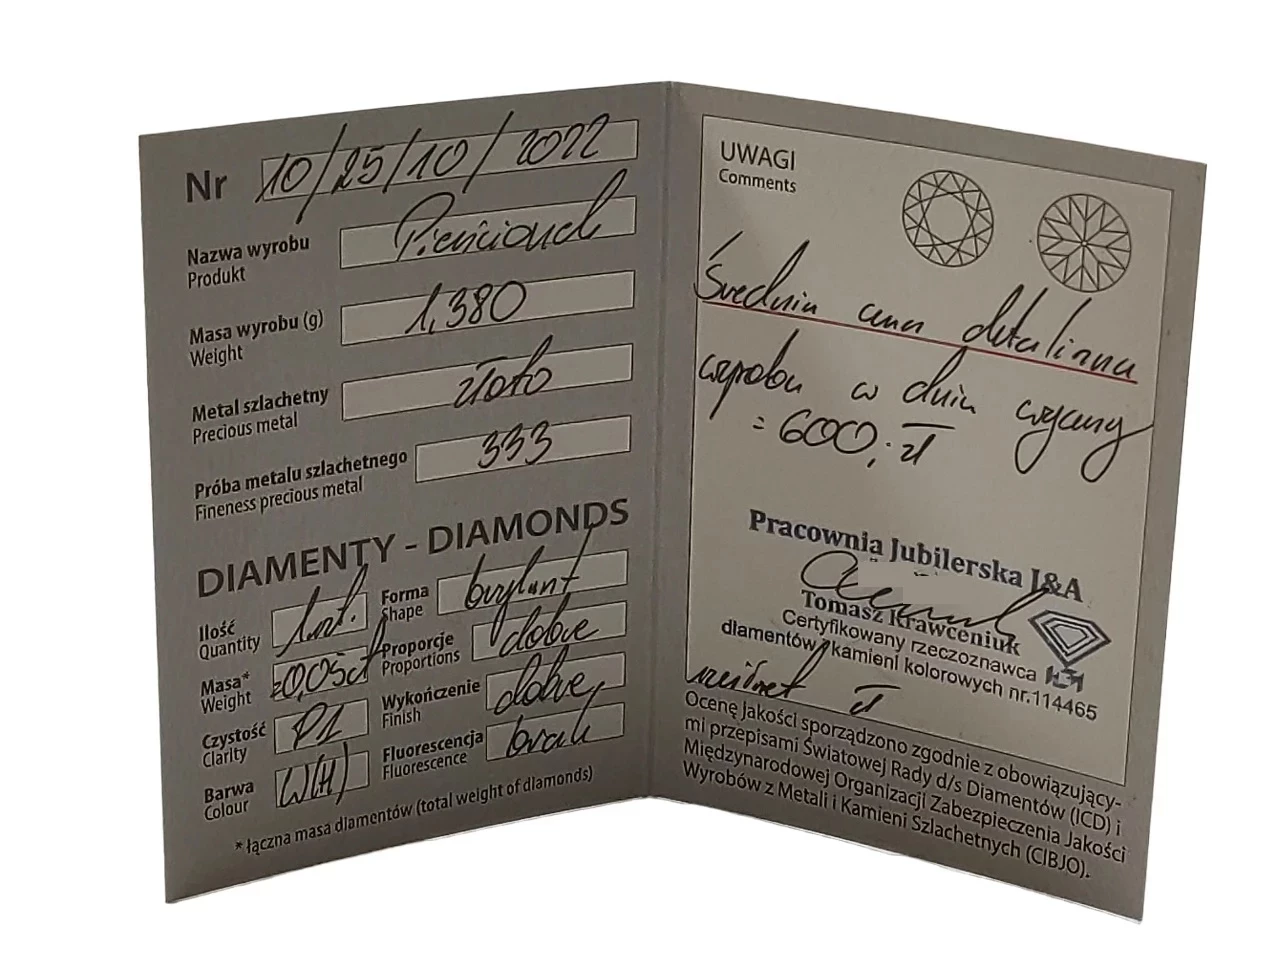 Nr 10/25/10/2022
Nazwa wyrobu
Produkt
Pierścionek
Masa wyrobu (g)
Weight
1,380
Metal szlachetny
Precious metal
złoto
Próba metalu szlachetnego
Fineness precious metal
333
DIAMENTY - DIAMONDS
Ilość
Quantity
1szt.
Forma
Shape
brylant
Masa*
Weight
0,05ct
Proporcje
Proportions
dobre
Czystość
Clarity
P1
Wykończenie
Finish
dobre
Barwa
Colour
W(H)
Fluorescencja
Fluorescence
brak
* łączna masa diamentów (total weight of diamonds)
UWAGI
Comments
Średnia cena detaliczna
wyrobu w dniu wyceny
= 600,- zł
Pracownia Jubilerska J&A
Tomasz Krawceniuk
Certyfikowany rzeczoznawca
diamentów i kamieni kolorowych nr.114465
Ocenę Jakości sporządzono zgodnie z obowiązujący-
mi przepisami Światowej Rady d/s Diamentów (ICD) i
Międzynarodowej Organizacji Zabezpieczenia Jakości
Wyrobów z Metali i Kamieni Szlachetnych (CIBJO).